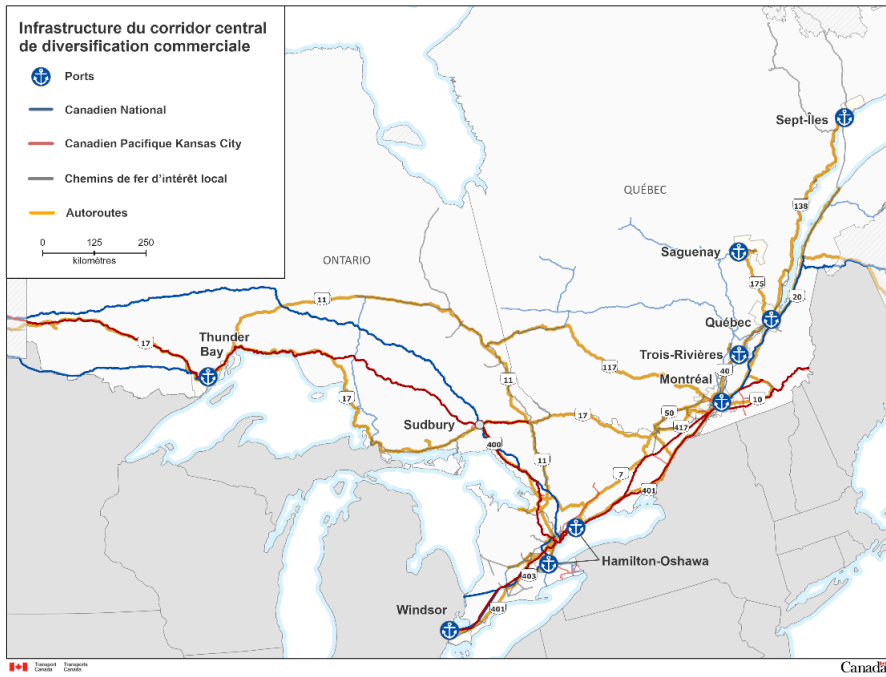 Infrastructure du corridor central
de diversification commerciale
Ports
Canadien National
Canadien Pacifique Kansas City
Chemins de fer d'intérêt local
Autoroutes
0 125 250
kilomètres
Sept-Îles
QUÉBEC
138
Saguenay
ONTARIO
175
11
20
Québec
17
Thunder
Bay
Trois-Rivières
117
40
11
Montréal
17
10
50
Sudbury
17
417
400
11
7
401
Hamilton-Oshawa
403
Windsor
401
Transport
Canada
Transports
Canada
Canada